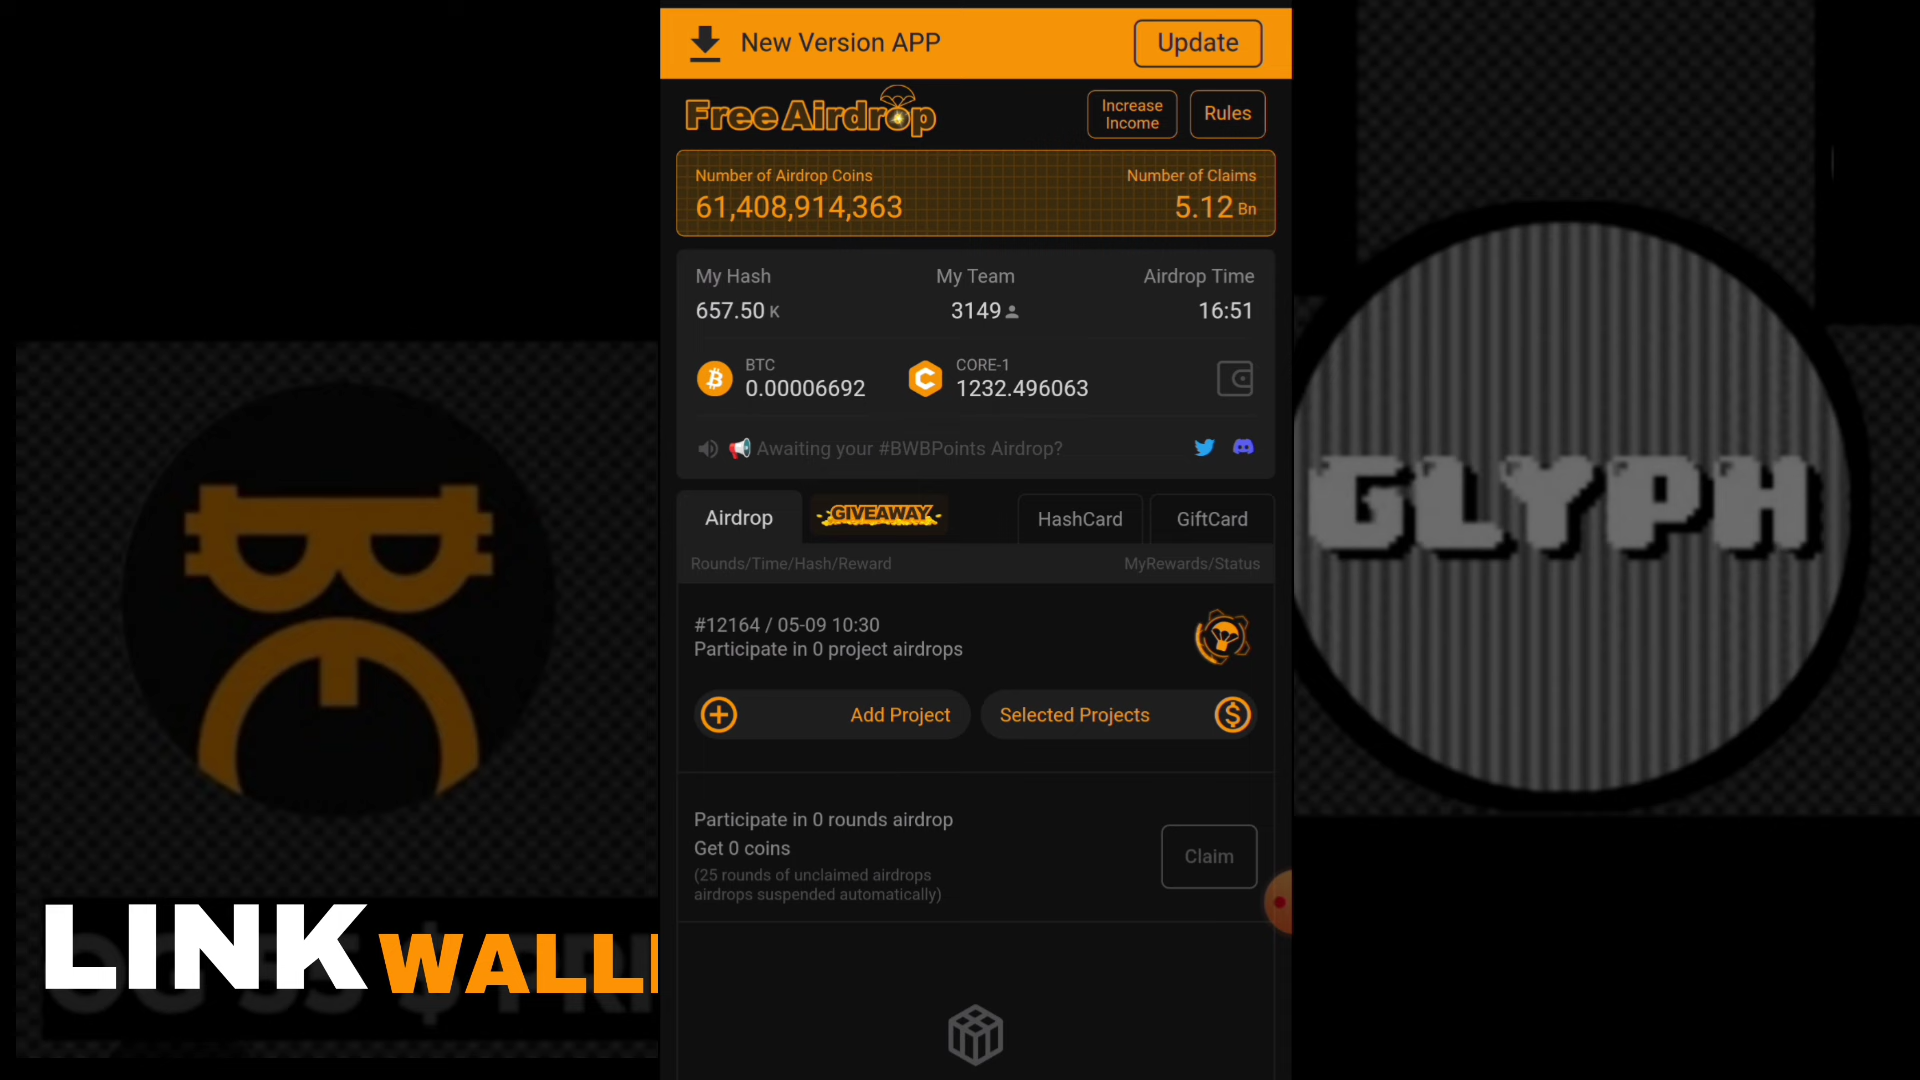 New Version APP
Update
Free Airdrop
Increase
Income
Rules
Number of Airdrop Coins
Number of Claims
61,408,914,363
5.12 Bn
My Hash
My Team
Airdrop Time
657.50 K
3149
16:51
BTC
0.00006692
CORE-1
1232.496063
Awaiting your #BWBPoints Airdrop?
Airdrop
GIVEAWAY
HashCard
GiftCard
Rounds/Time/Hash/Reward
MyRewards/Status
#12164 / 05-09 10:30
Participate in 0 project airdrops
Add Project
Selected Projects
Participate in 0 rounds airdrop
Get 0 coins
(25 rounds of unclaimed airdrops
airdrops suspended automatically)
Claim
GLYPH
LINK